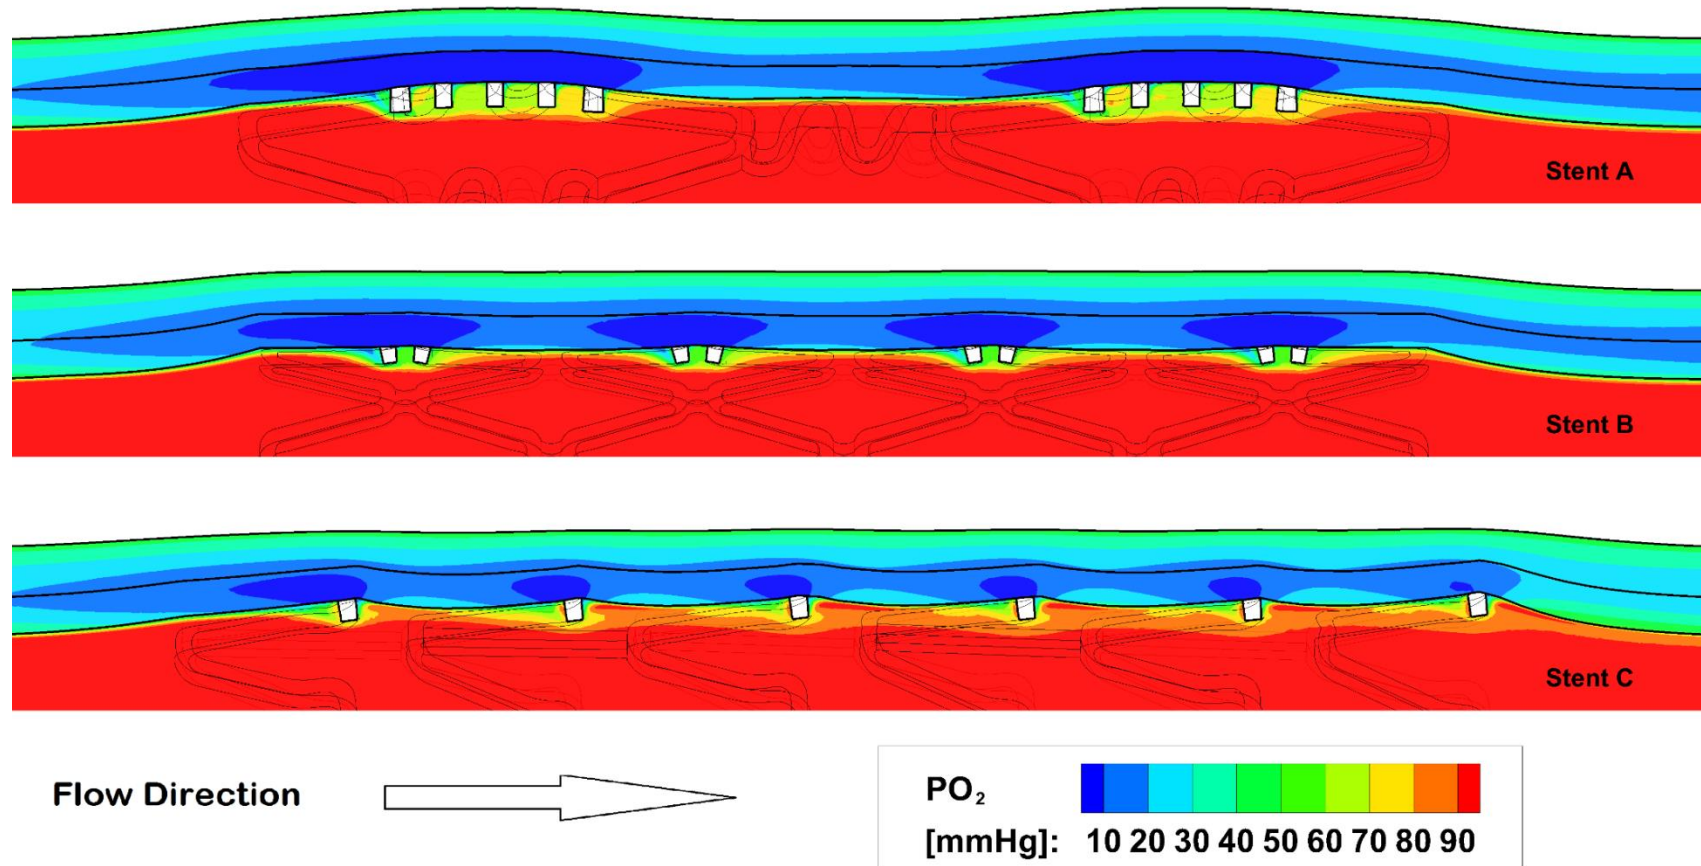 Stent A
Stent B
Stent C
Flow Direction
PO₂
[mmHg]: 10 20 30 40 50 60 70 80 90